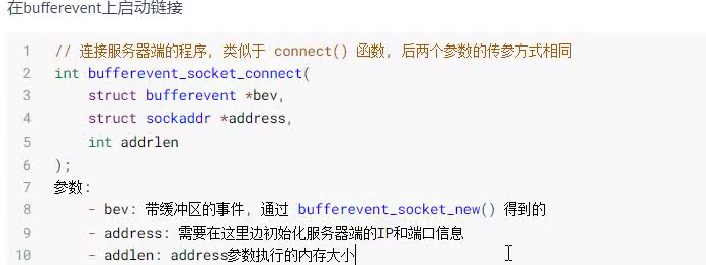 在bufferevent上启动链接
1 // 连接服务器端的程序, 类似于 connect() 函数, 后两个参数的传参方式相同
2 int bufferevent_socket_connect(
3 struct bufferevent *bev,
4 struct sockaddr *address,
5 int addrlen
6 );
7 参数:
8 - bev: 带缓冲区的事件, 通过 bufferevent_socket_new() 得到的
9 - address: 需要在这里边初始化服务器端的IP和端口信息
10 - addlen: address参数执行的内存大小